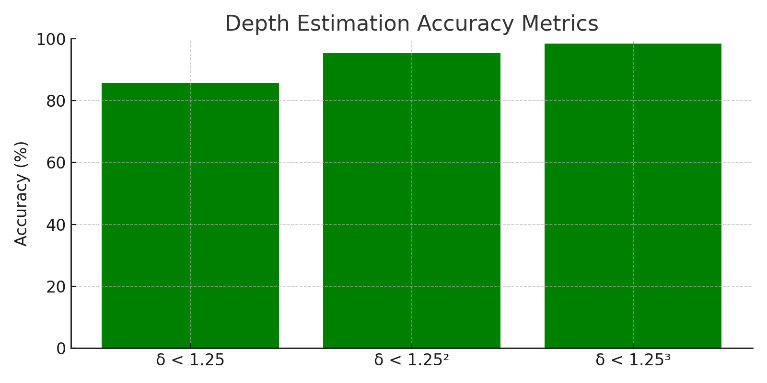 Depth Estimation Accuracy Metrics
Accuracy (%)
100
80
60
40
20
0
δ < 1.25
δ < 1.25²
δ < 1.25³